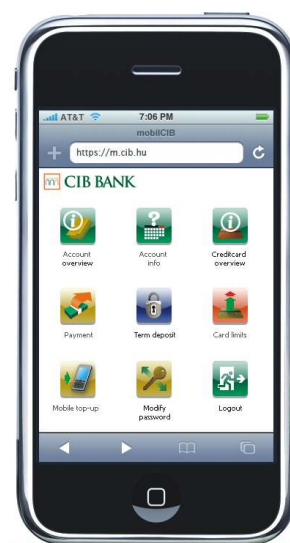 AT&T 7:06 PM
mobilCIB
https://m.cib.hu
m CIB BANK
Account overview
Account info
Creditcard overview
Payment
Term deposit
Card limits
Mobile top-up
Modify password
Logout